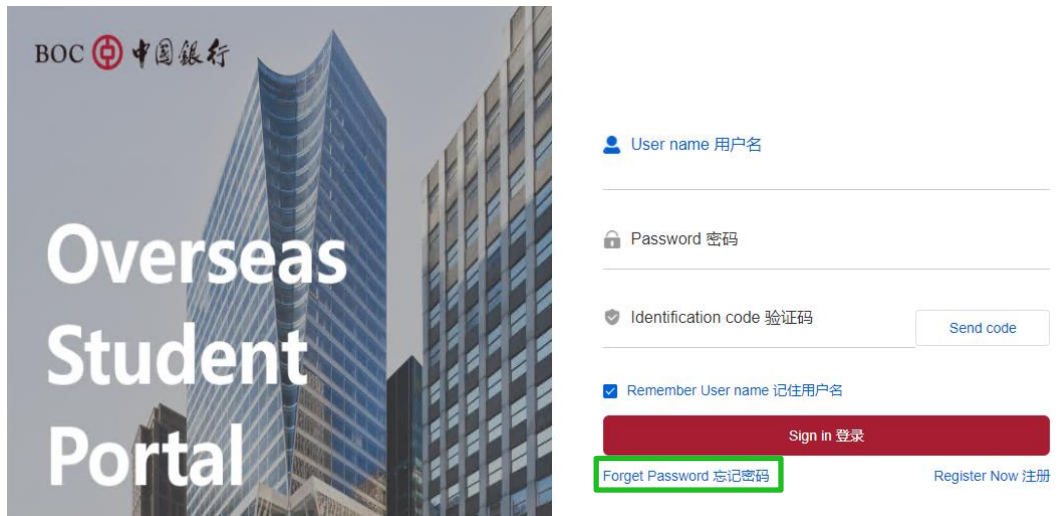 BOC 中国銀行
Overseas
Student
Portal
User name 用户名
Password 密码
Identification code 验证码
Send code
Remember User name 记住用户名
Sign in 登录
Forget Password 忘记密码
Register Now 注册